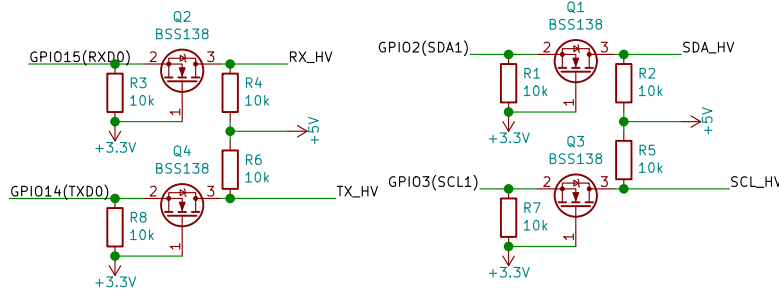 Q2
BSS138
GPIO15(RXD0)
2
3
RX_HV
R3
10k
1
R4
10k
+3.3V
+5V
Q4
BSS138
R6
10k
GPIO14(TXD0)
2
3
TX_HV
R8
10k
1
+3.3V
Q1
BSS138
GPIO2(SDA1)
2
3
SDA_HV
R1
10k
1
R2
10k
+3.3V
+5V
Q3
BSS138
R5
10k
GPIO3(SCL1)
2
3
SCL_HV
R7
10k
1
+3.3V